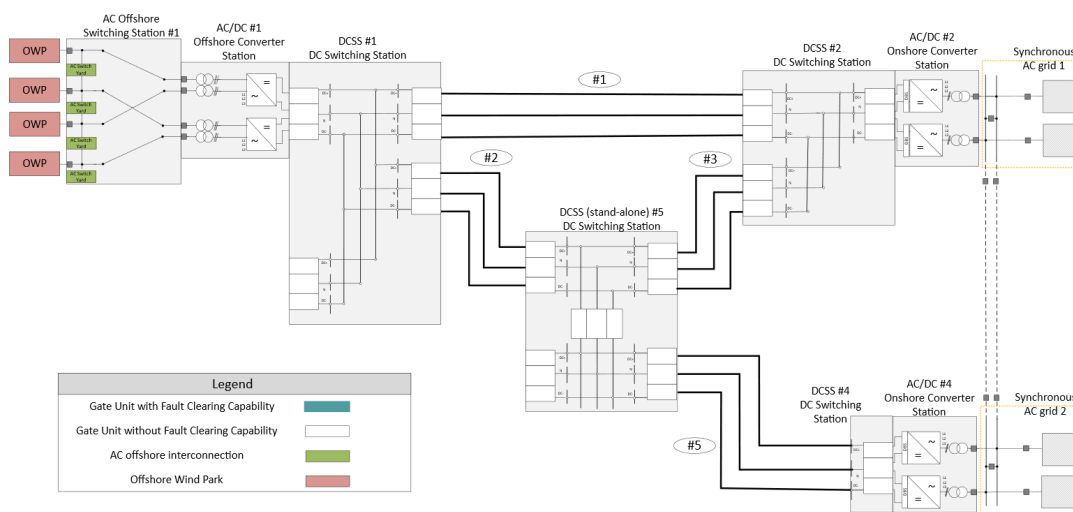 AC Offshore
Switching Station #1
AC/DC #1
Offshore Converter
Station
DCSS #1
DC Switching Station
DCSS #2
DC Switching Station
AC/DC #2
Onshore Converter
Station
Synchronous
AC grid 1
OWP
OWP
OWP
OWP
AC Switch
Yard
AC Switch
Yard
AC Switch
Yard
AC Switch
Yard
#1
#2
#3
DCSS (stand-alone) #5
DC Switching Station
#5
DCSS #4
DC Switching
Station
AC/DC #4
Onshore Converter
Station
Synchronous
AC grid 2
Legend
Gate Unit with Fault Clearing Capability
Gate Unit without Fault Clearing Capability
AC offshore interconnection
Offshore Wind Park